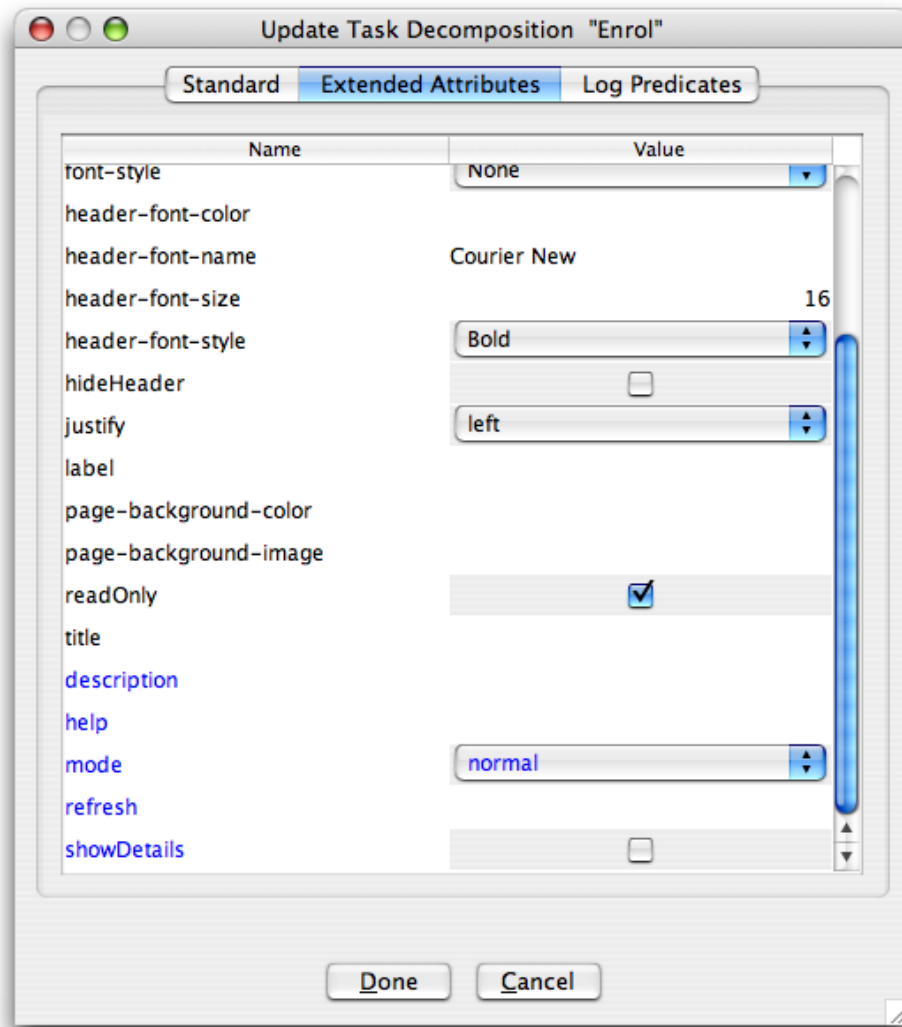 Update Task Decomposition "Enrol"
Standard Extended Attributes Log Predicates
Name Value
font-style None
header-font-color
header-font-name Courier New
header-font-size 16
header-font-style Bold
hideHeader
justify left
label
page-background-color
page-background-image
readOnly
title
description
help
mode normal
refresh
showDetails
Done Cancel